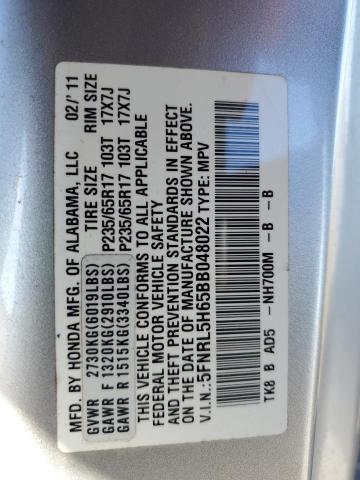 MFD. BY HONDA MFG. OF ALABAMA, LLC 02/'11
TIRE SIZE RIM SIZE
GVWR 2730KG(6019LBS)
GAWR F 1320KG(2910LBS) P235/65R17 103T 17X7J
GAWR R 1515KG(3340LBS) P235/65R17 103T 17X7J
THIS VEHICLE CONFORMS TO ALL APPLICABLE
FEDERAL MOTOR VEHICLE SAFETY
AND THEFT PREVENTION STANDARDS IN EFFECT
ON THE DATE OF MANUFACTURE SHOWN ABOVE.
V.I.N.:5FNRL5H65BB048022 TYPE: MPV
TK8 B AD5 -NH700M - B -B